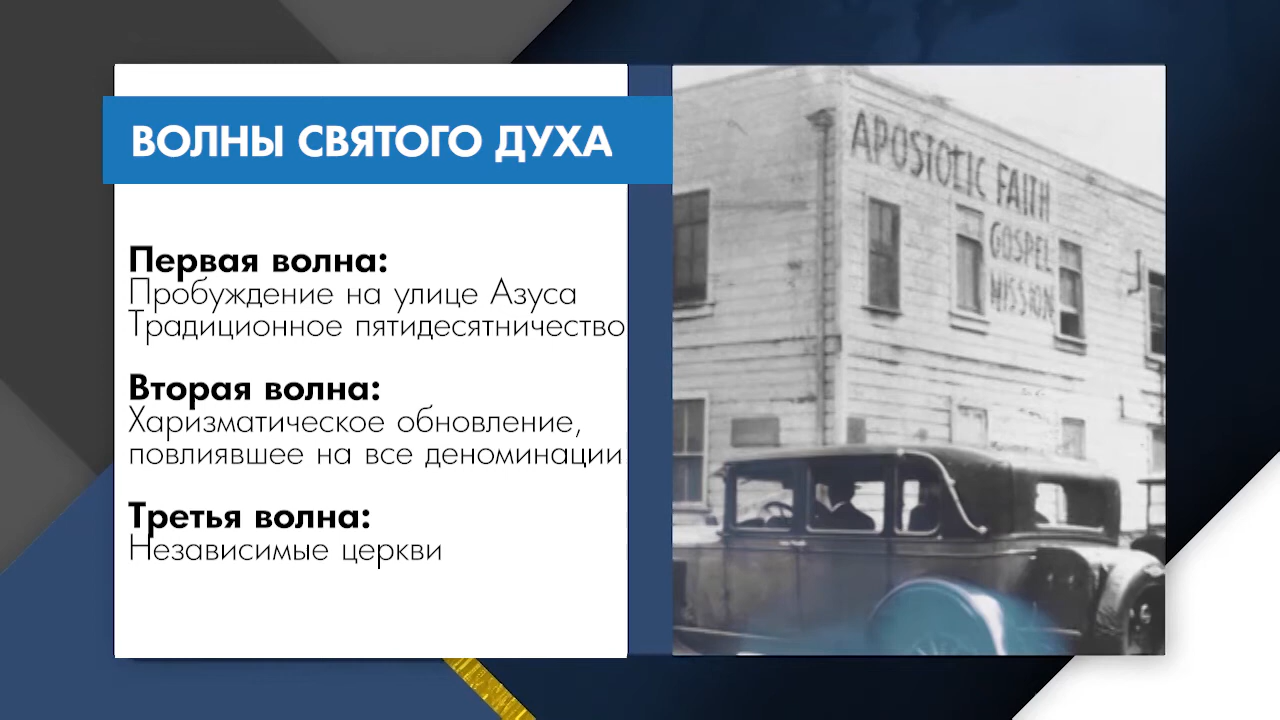 ВОЛНЫ СВЯТОГО ДУХА
Первая волна:
Пробуждение на улице Азуса
Традиционное пятидесятничество
Вторая волна:
Харизматическое обновление,
повлиявшее на все деноминации
Третья волна:
Независимые церкви
APOSTOLIC FAITH
GOSPEL
MISSION